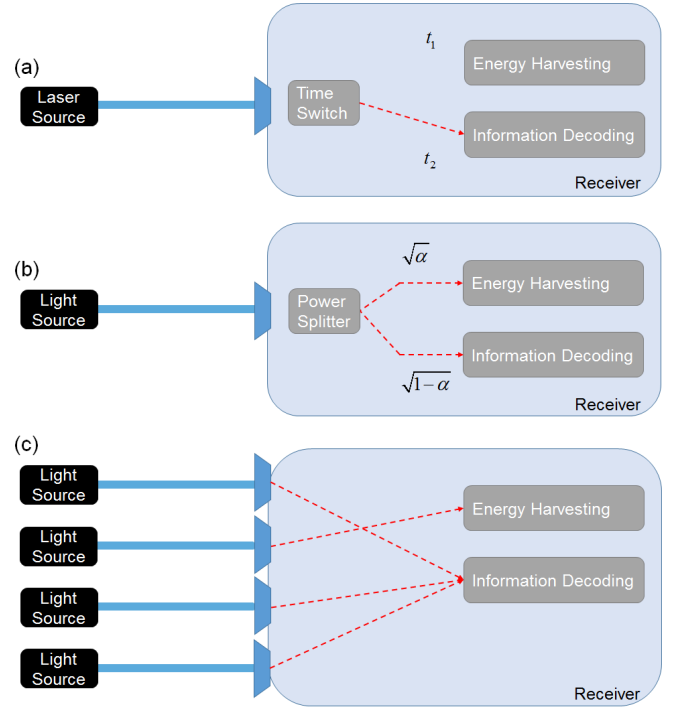 (a)
Laser
Source
Time
Switch
t₁
Energy Harvesting
Information Decoding
t₂
Receiver
(b)
Light
Source
Power
Splitter
√α
Energy Harvesting
Information Decoding
√1−α
Receiver
(c)
Light
Source
Light
Source
Light
Source
Light
Source
Energy Harvesting
Information Decoding
Receiver